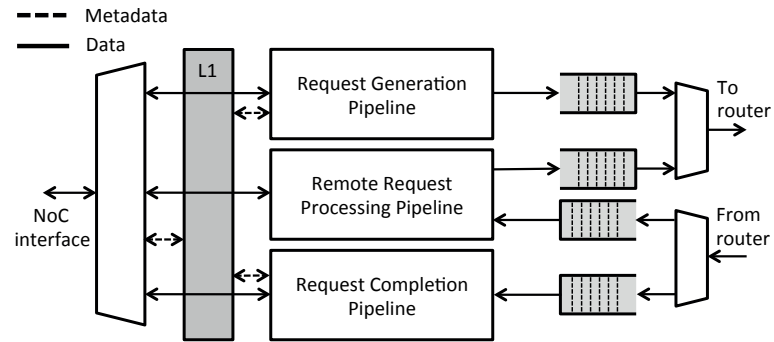 Metadata
Data
L1
Request Generation
Pipeline
To
router
Remote Request
Processing Pipeline
NoC
interface
From
router
Request Completion
Pipeline